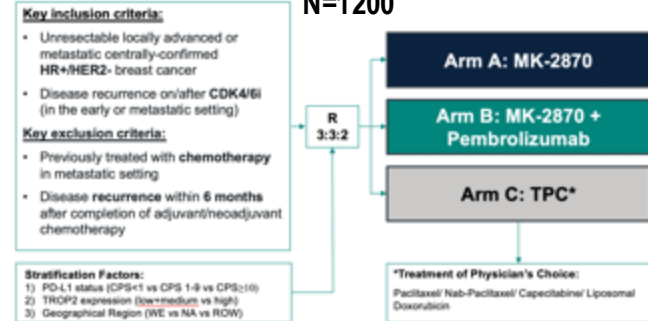 N=1200
Key inclusion criteria:
• Unresectable locally advanced or
metastatic centrally-confirmed
HR+/HER2- breast cancer
• Disease recurrence on/after CDK4/6i
(in the early or metastatic setting)
Key exclusion criteria:
• Previously treated with chemotherapy
in metastatic setting
• Disease recurrence within 6 months
after completion of adjuvant/neoadjuvant
chemotherapy
R
3:3:2
Arm A: MK-2870
Arm B: MK-2870 +
Pembrolizumab
Arm C: TPC*
Stratification Factors:
1) PD-L1 status (CPS<1 vs CPS 1-9 vs CPS≥10)
2) TROP2 expression (low+medium vs high)
3) Geographical Region (WE vs NA vs ROW)
*Treatment of Physician's Choice:
Paclitaxel/ Nab-Paclitaxel/ Capecitabine/ Liposomal
Doxorubicin